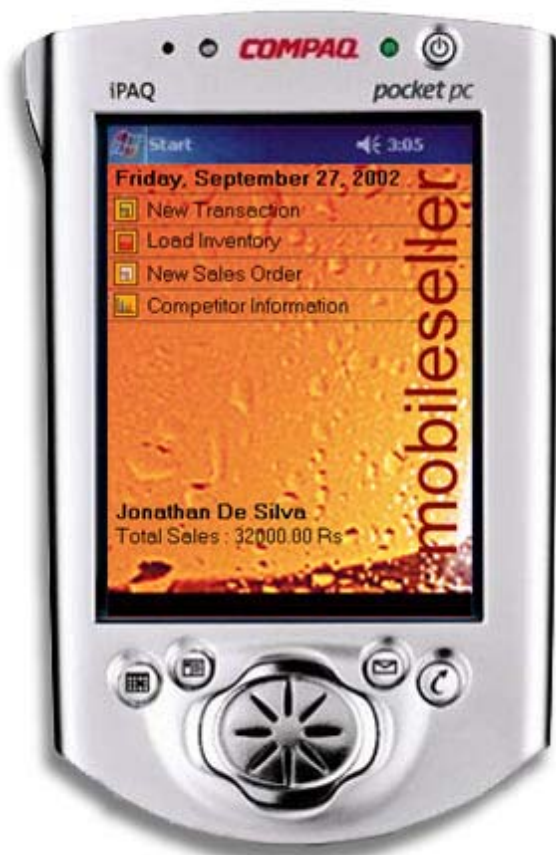 COMPAQ
iPAQ pocket pc
Start 3:05
Friday, September 27, 2002
New Transaction
Load Inventory
New Sales Order
Competitor Information
mobileseller
Jonathan De Silva
Total Sales : 32000.00 Rs